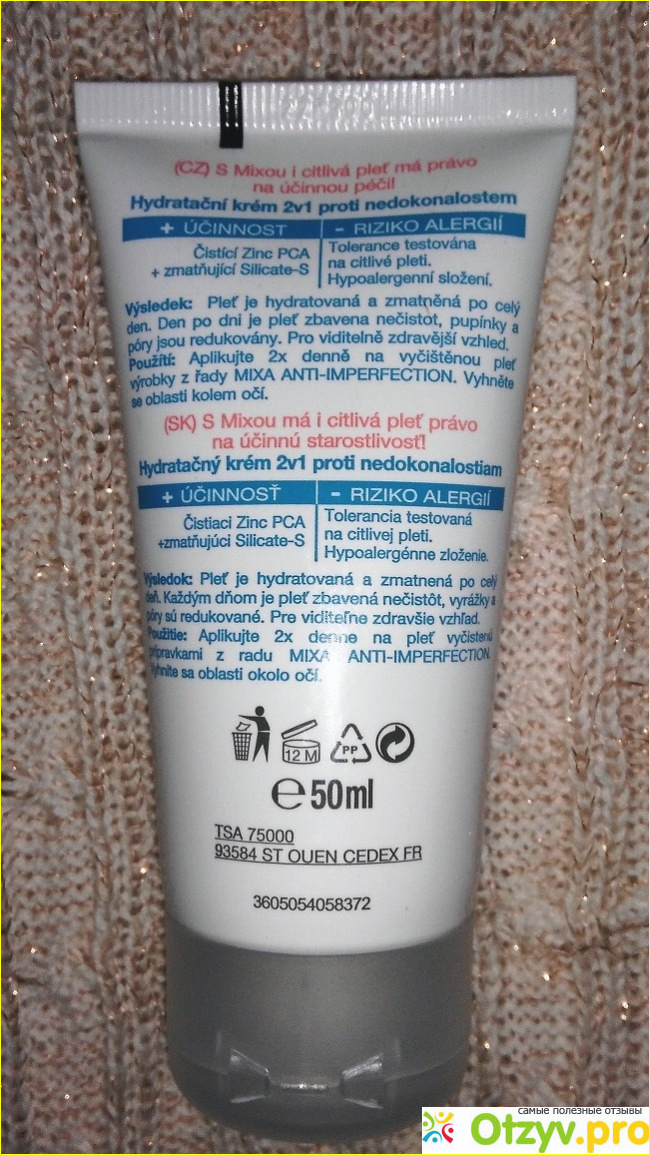 (CZ) S Mixou i citlivá pleť má právo
na účinnou péči!
Hydratační krém 2v1 proti nedokonalostem
+ ÚČINNOST
- RIZIKO ALERGIÍ
Čistící Zinc PCA
+ zmatňující Silicate-S
Tolerance testována
na citlivé pleti.
Hypoalergenní složení.
Výsledek: Pleť je hydratovaná a zmatněná po celý
den. Den po dni je pleť zbavena nečistot, pupínky a
póry jsou redukovány. Pro viditelně zdravější vzhled.
Použítí: Aplikujte 2x denně na vyčištěnou pleť
výrobky z řady MIXA ANTI-IMPERFECTION. Vyhněte
se oblasti kolem očí.
(SK) S Mixou má i citlivá pleť právo
na účinnú starostlivosť!
Hydratačný krém 2v1 proti nedokonalostiam
+ ÚČINNOSŤ
- RIZIKO ALERGIÍ
Čistiaci Zinc PCA
+zmatňujúci Silicate-S
Tolerancia testovaná
na citlivej pleti.
Hypoalergénne zloženie.
Výsledok: Pleť je hydratovaná a zmatnená po celý
deň. Každým dňom je pleť zbavená nečistôt, vyrážky a
póry sú redukované. Pre viditeľne zdravšie vzhľad.
Použitie: Aplikujte 2x denne na pleť vyčistenú
prípravkami z radu MIXA ANTI-IMPERFECTION.
Vyhnite sa oblasti okolo očí.
12 M
PP
e 50ml
TSA 75000
93584 ST OUEN CEDEX FR
3605054058372
самые полезные отзывы
Otzyv.pro